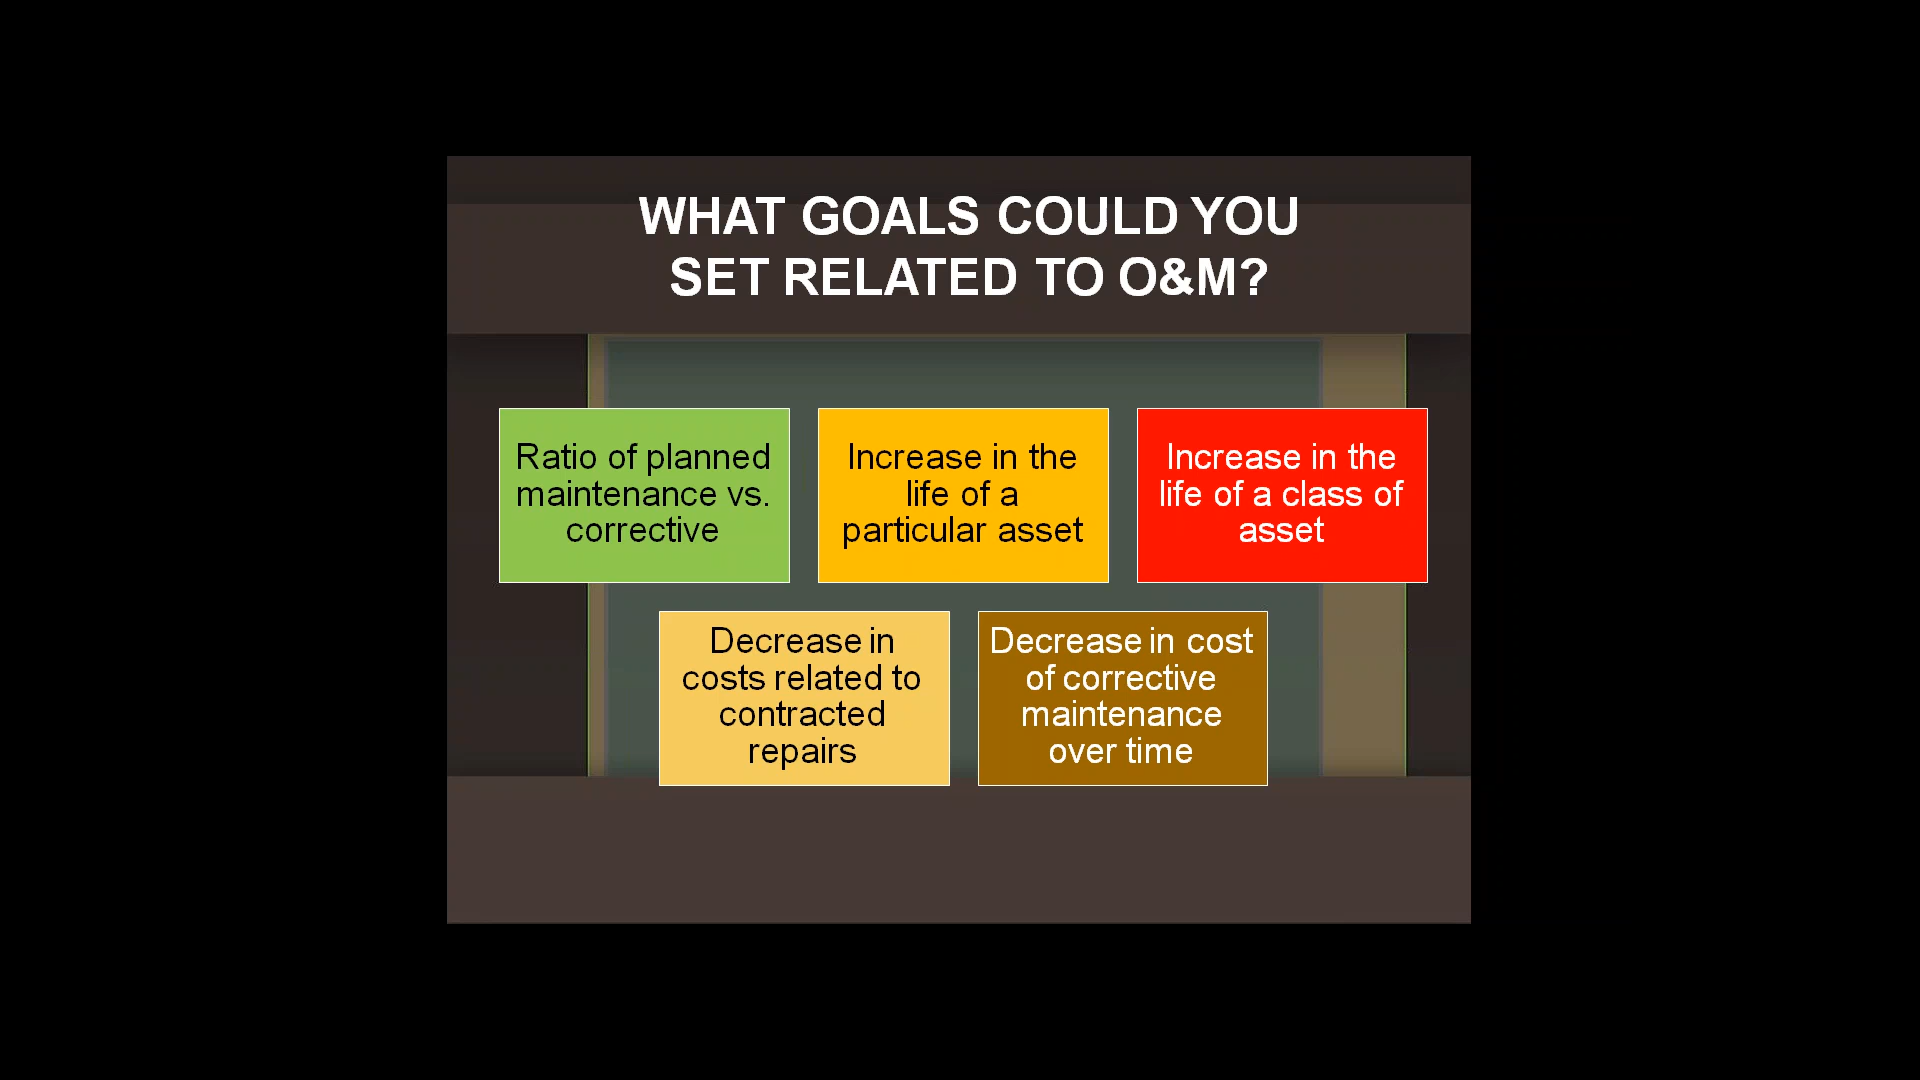 WHAT GOALS COULD YOU
SET RELATED TO O&M?
Ratio of planned
maintenance vs.
corrective
Increase in the
life of a
particular asset
Increase in the
life of a class of
asset
Decrease in
costs related to
contracted
repairs
Decrease in cost
of corrective
maintenance
over time